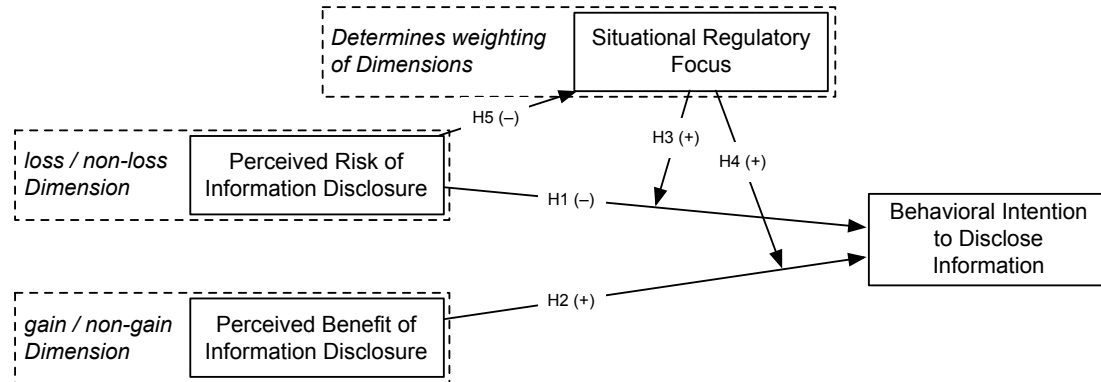 Determines weighting
of Dimensions
Situational Regulatory
Focus
H5 (–)
H3 (+)
H4 (+)
loss / non-loss
Dimension
Perceived Risk of
Information Disclosure
H1 (–)
Behavioral Intention
to Disclose
Information
H2 (+)
gain / non-gain
Dimension
Perceived Benefit of
Information Disclosure